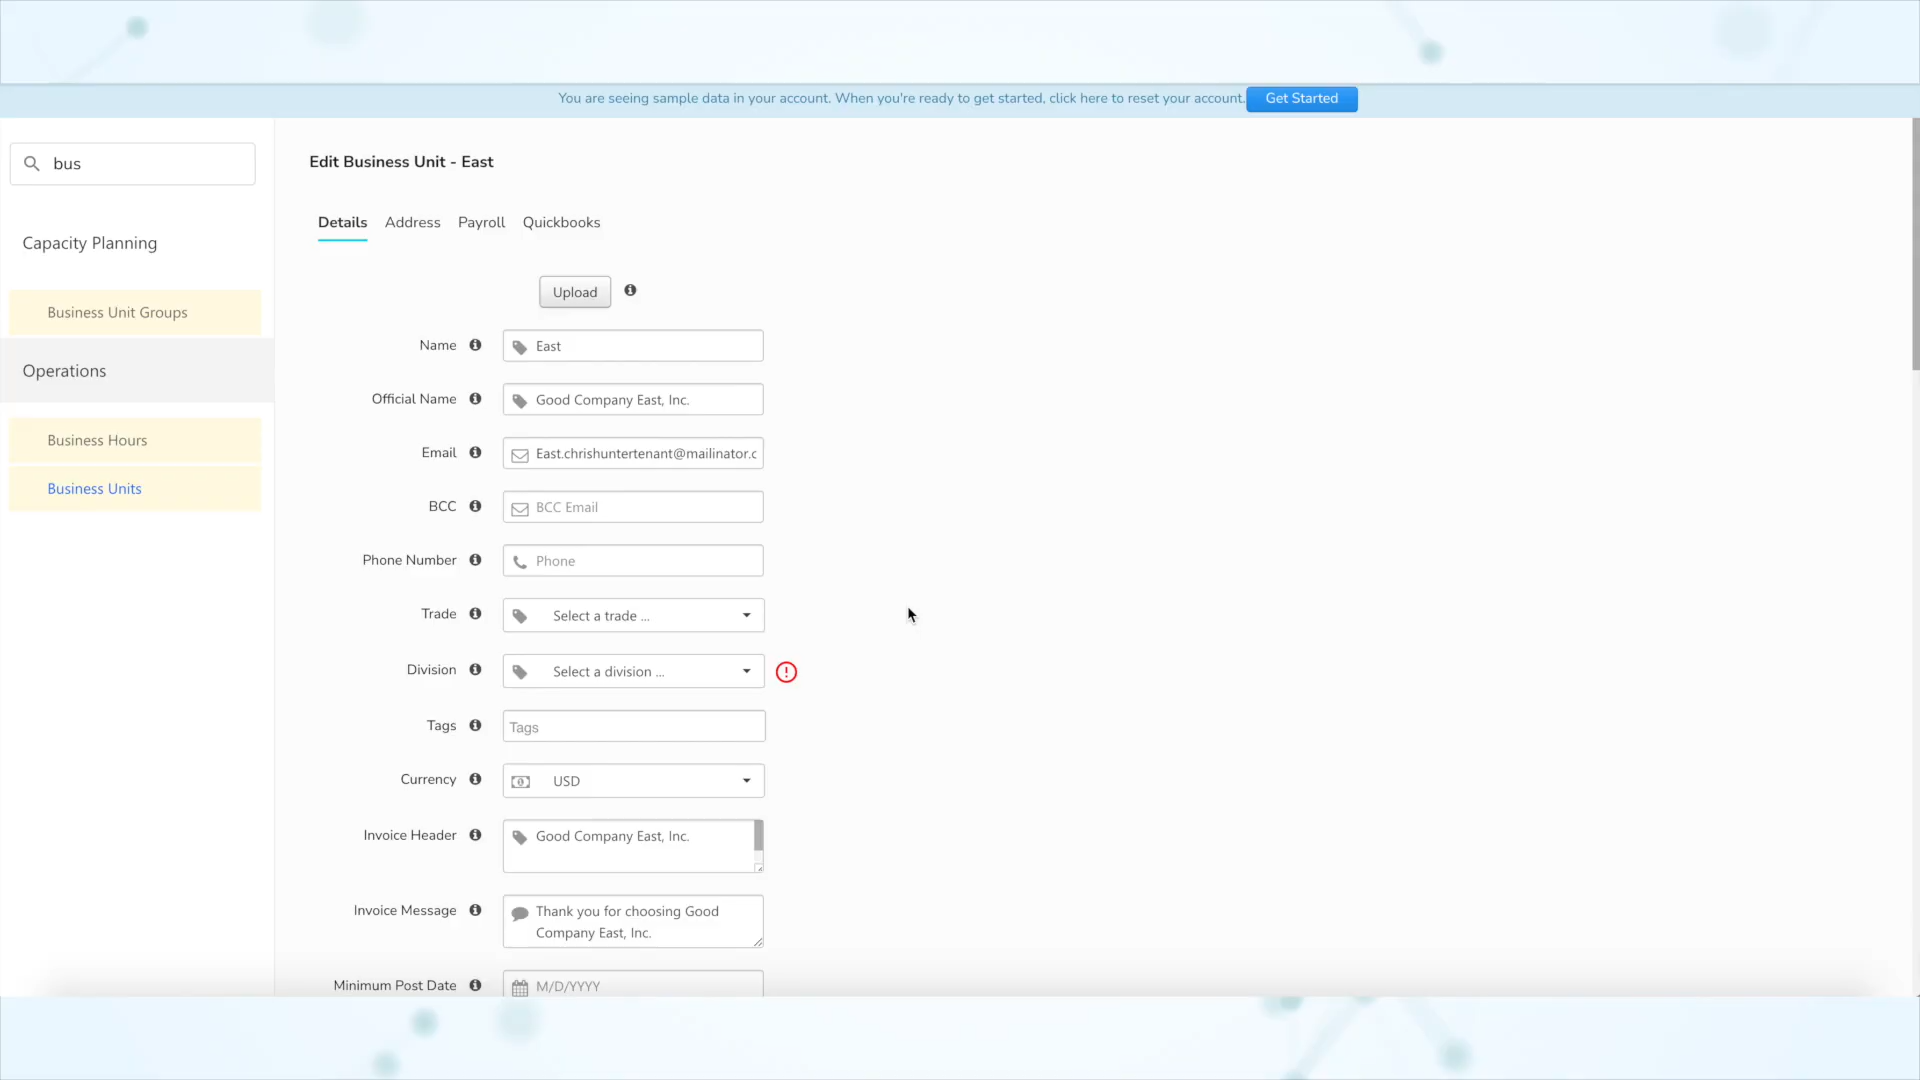 You are seeing sample data in your account. When you're ready to get started, click here to reset your account. Get Started
bus
Capacity Planning
Business Unit Groups
Operations
Business Hours
Business Units
Edit Business Unit - East
Details Address Payroll Quickbooks
Upload
Name East
Official Name Good Company East, Inc.
Email East.chrishuntertenant@mailinator.c
BCC BCC Email
Phone Number Phone
Trade Select a trade ...
Division Select a division ...
Tags Tags
Currency USD
Invoice Header Good Company East, Inc.
Invoice Message Thank you for choosing Good
Company East, Inc.
Minimum Post Date M/D/YYYY